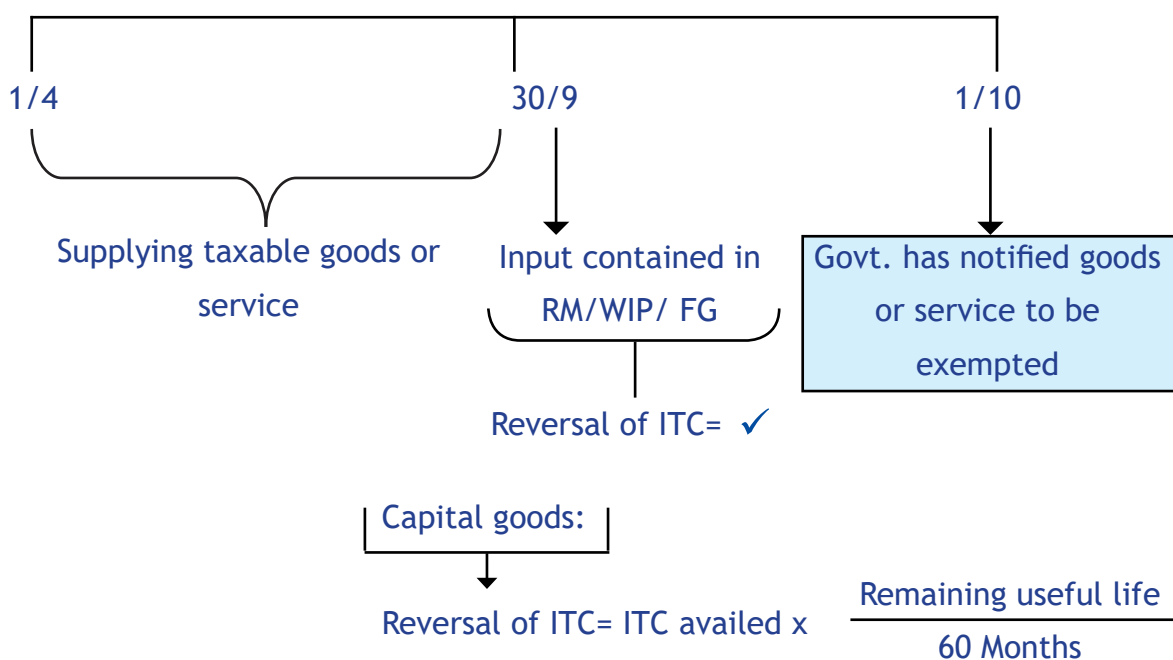 1/4
30/9
1/10
Supplying taxable goods or
service
Input contained in
RM/WIP/ FG
Govt. has notified goods
or service to be
exempted
Reversal of ITC= ✓
Capital goods:
Reversal of ITC= ITC availed x
Remaining useful life
60 Months